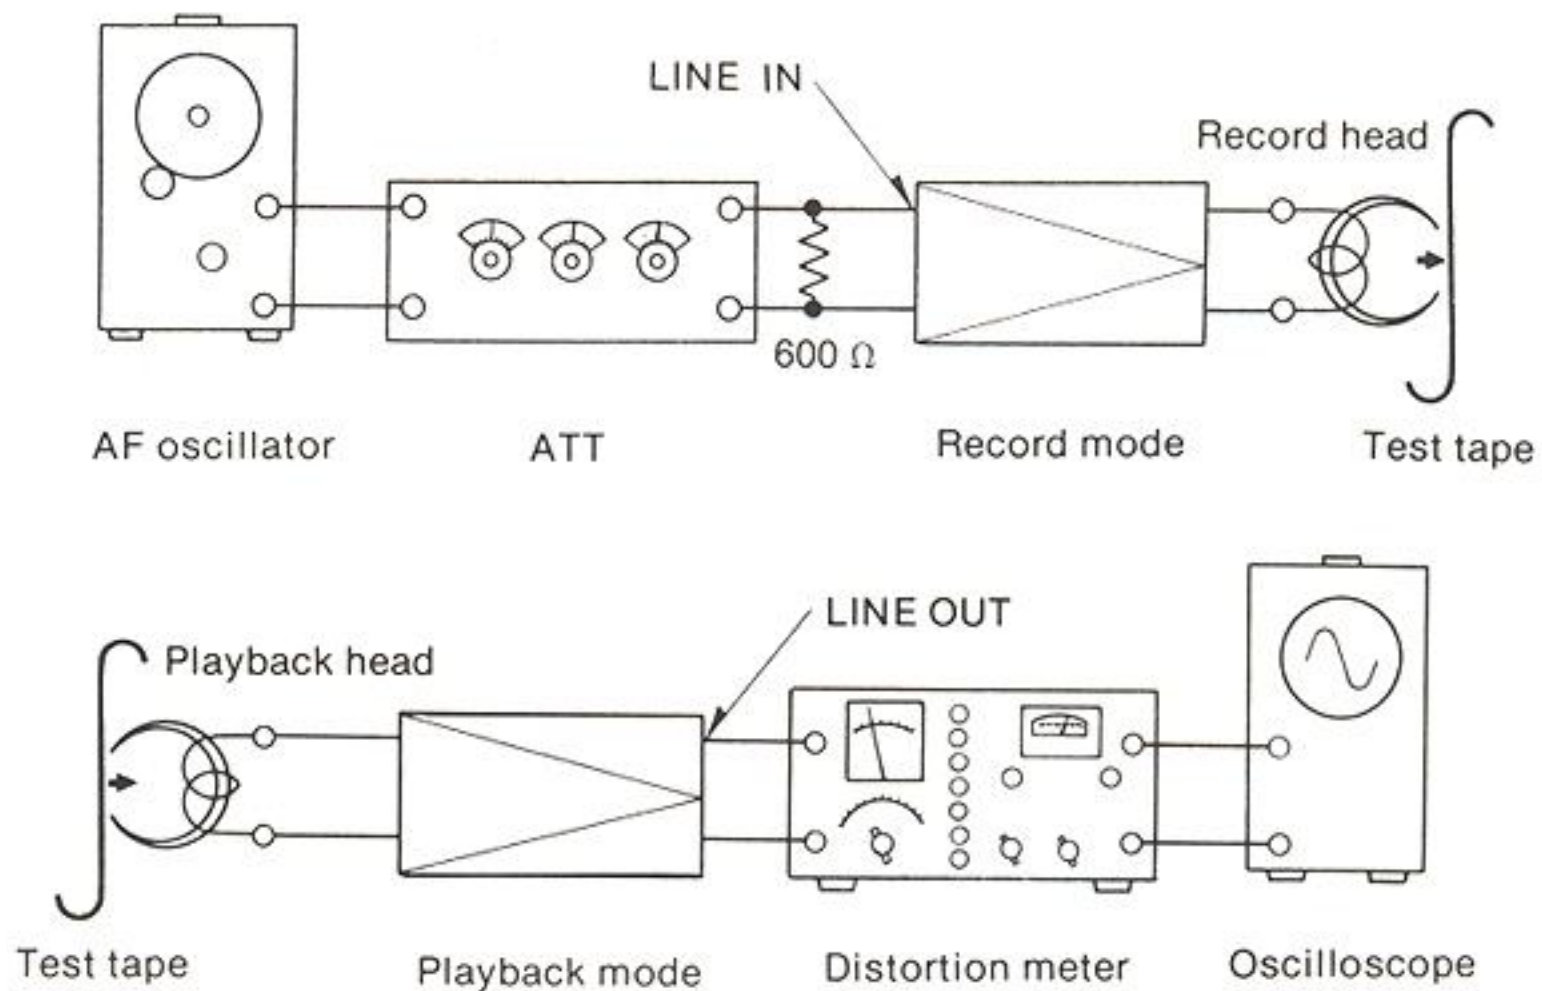 LINE IN
Record head
600 Ω
AF oscillator
ATT
Record mode
Test tape
LINE OUT
Playback head
Test tape
Playback mode
Distortion meter
Oscilloscope